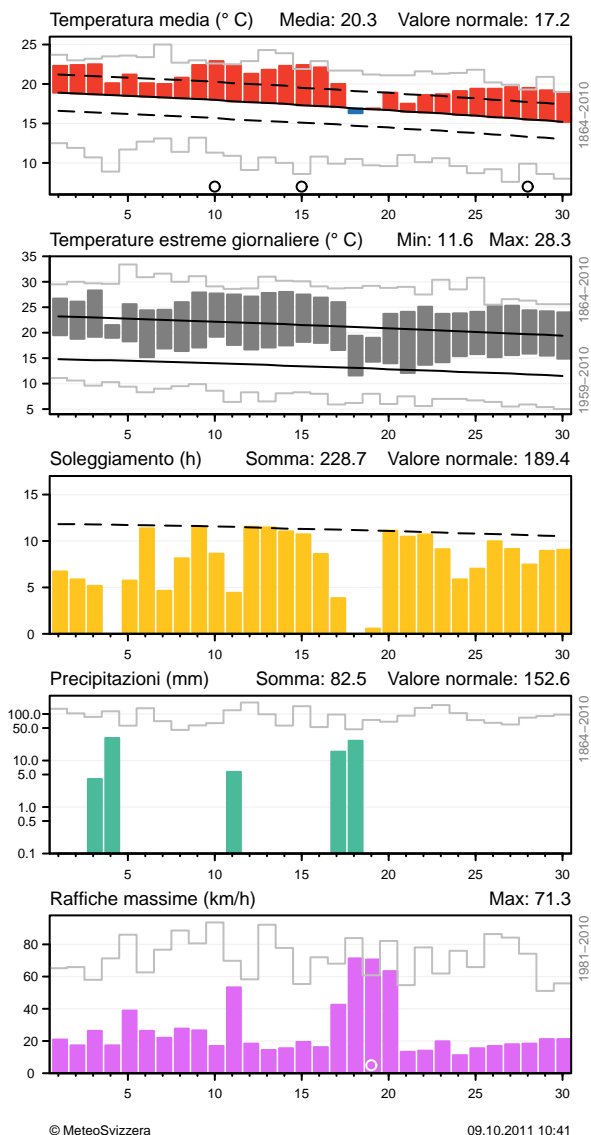 Temperatura media (° C) Media: 20.3 Valore normale: 17.2
25
20
15
10
1864−2010
5 10 15 20 25 30
Temperature estreme giornaliere (° C) Min: 11.6 Max: 28.3
35
30
25
20
15
10
5
1864−2010
1959−2010
5 10 15 20 25 30
Soleggiamento (h) Somma: 228.7 Valore normale: 189.4
15
10
5
0
5 10 15 20 25 30
Precipitazioni (mm) Somma: 82.5 Valore normale: 152.6
100.0
50.0
10.0
5.0
1.0
0.5
0.1
1864−2010
5 10 15 20 25 30
Raffiche massime (km/h) Max: 71.3
80
60
40
20
0
1981−2010
5 10 15 20 25 30
© MeteoSvizzera 09.10.2011 10:41